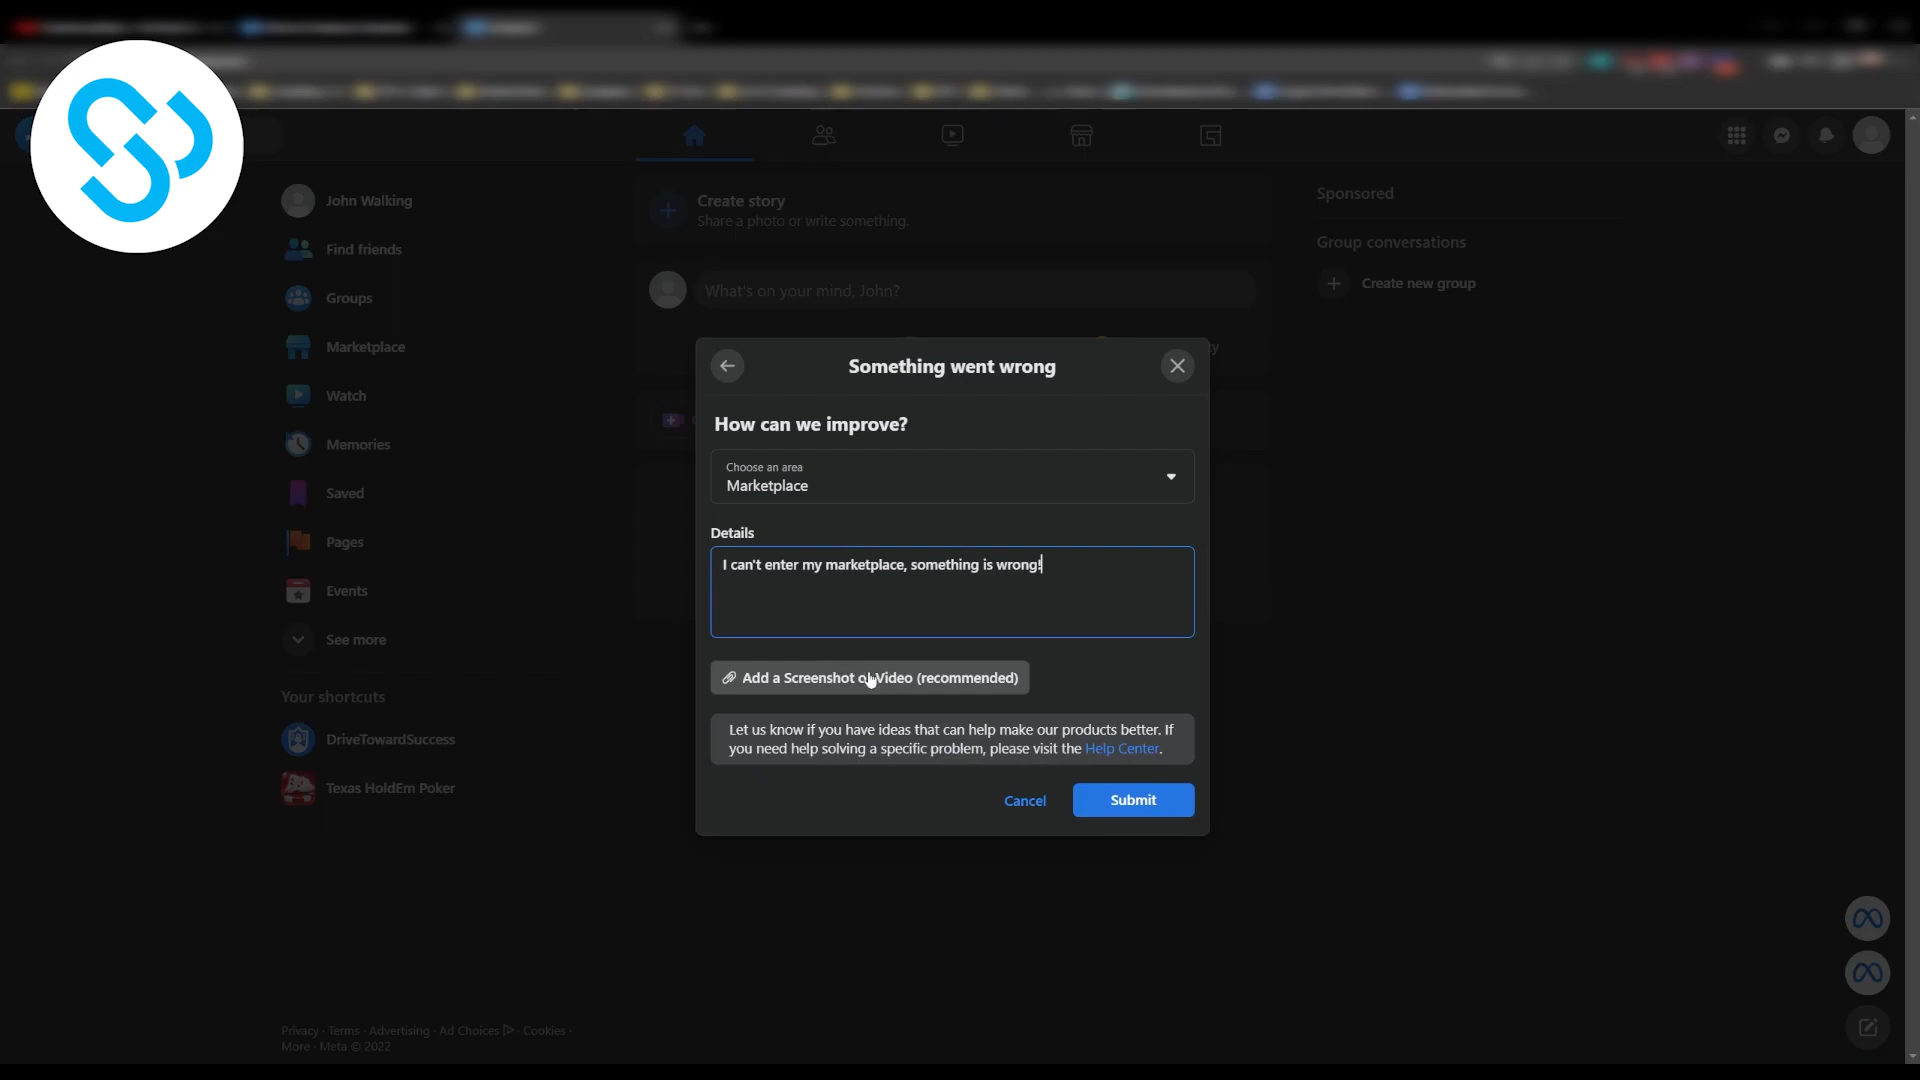 John Walking
Find friends
Groups
Marketplace
Watch
Memories
Saved
Pages
Events
See more
Your shortcuts
DriveTowardSuccess
Texas HoldEm Poker
Privacy · Terms · Advertising · Ad Choices · Cookies ·
More · Meta © 2022
Create story
Share a photo or write something.
What's on your mind, John?
Something went wrong
How can we improve?
Choose an area
Marketplace
Details
I can't enter my marketplace, something is wrong!
Add a Screenshot or Video (recommended)
Let us know if you have ideas that can help make our products better. If
you need help solving a specific problem, please visit the Help Center.
Cancel
Submit
Sponsored
Group conversations
Create new group